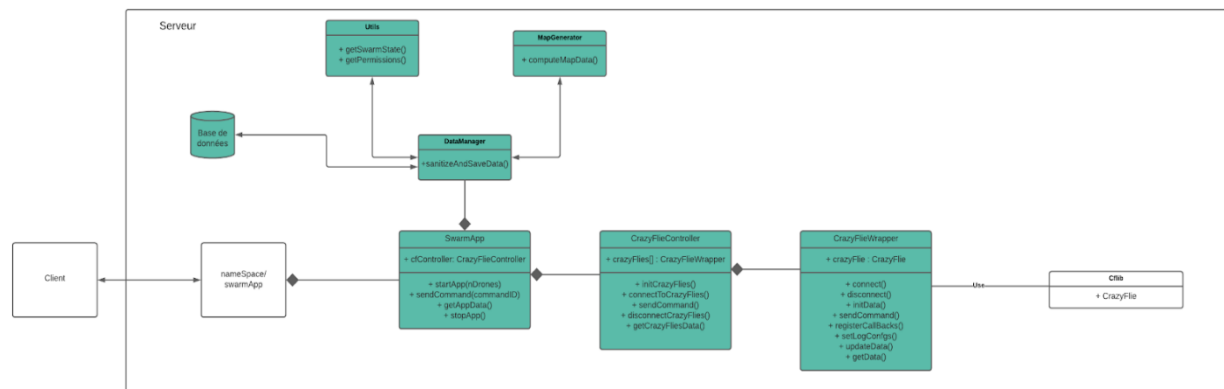 Serveur
Utils
+ getSwarmState()
+ getPermissions()
MapGenerator
+ computeMapData()
Base de
données
DataManager
+sanitizeAndSaveData()
Client
nameSpace/
swarmApp
SwarmApp
+ cfController: CrazyFlieController
+ startApp(nDrones)
+ sendCommand(commandID)
+ getAppData()
+ stopApp()
CrazyFlieController
+ crazyFlies[] : CrazyFlieWrapper
+ initCrazyFlies()
+ connectToCrazyFlies()
+ sendCommand()
+ disconnectCrazyFlies()
+ getCrazyFliesData()
CrazyFlieWrapper
+ crazyFlie : CrazyFlie
+ connect()
+ disconnect()
+ initData()
+ sendCommand()
+ registerCallBacks()
+ setLogConfgs()
+ updateData()
+ getData()
Use
Cflib
+ CrazyFlie